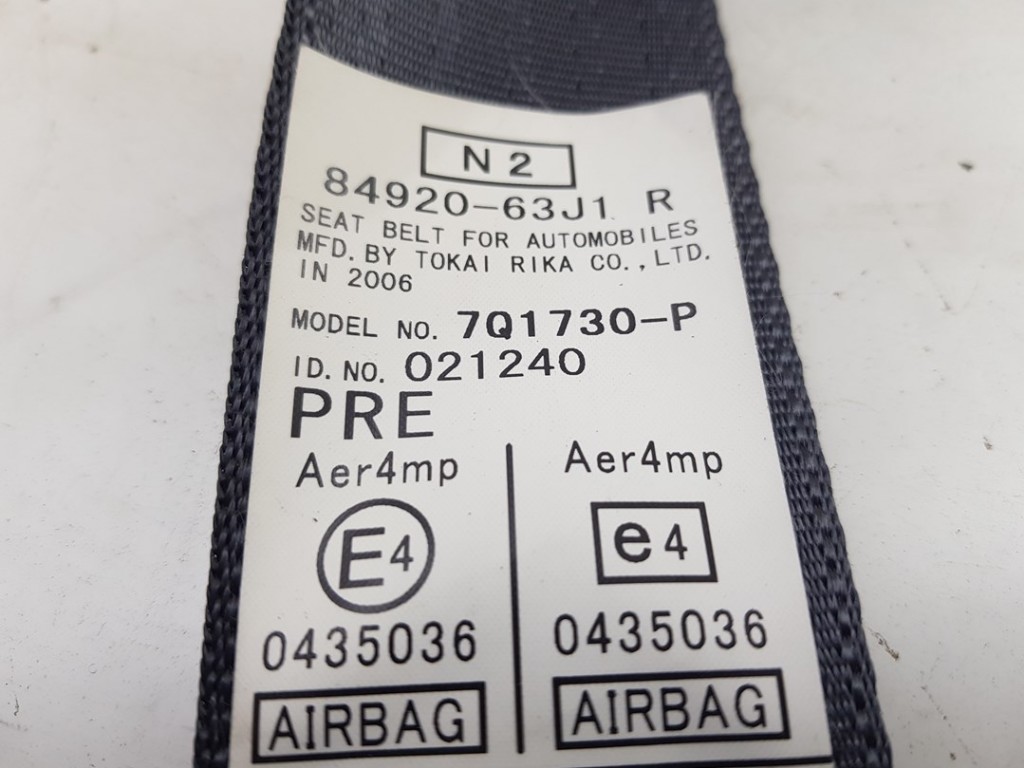 N2
84920-63J1 R
SEAT BELT FOR AUTOMOBILES
MFD. BY TOKAI RIKA CO., LTD.
IN 2006
MODEL NO. 7Q1730-P
ID. NO. 021240
PRE
Aer4mp Aer4mp
E4 e4
0435036 0435036
AIRBAG AIRBAG